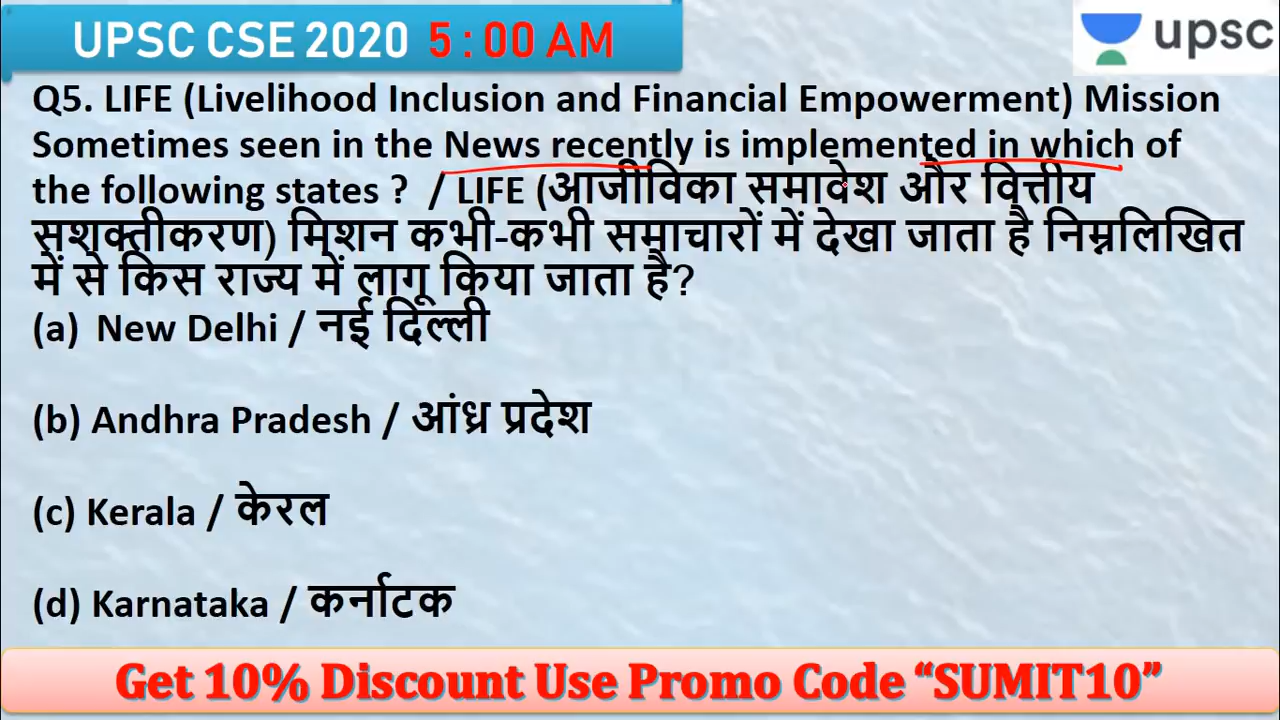 UPSC CSE 2020 5 : 00 AM
upsc
Q5. LIFE (Livelihood Inclusion and Financial Empowerment) Mission
Sometimes seen in the News recently is implemented in which of
the following states ? / LIFE (आजीविका समावेश और वित्तीय
सशक्तीकरण) मिशन कभी-कभी समाचारों में देखा जाता है निम्नलिखित
में से किस राज्य में लागू किया जाता है?
(a) New Delhi / नई दिल्ली
(b) Andhra Pradesh / आंध्र प्रदेश
(c) Kerala / केरल
(d) Karnataka / कर्नाटक
Get 10% Discount Use Promo Code “SUMIT10”